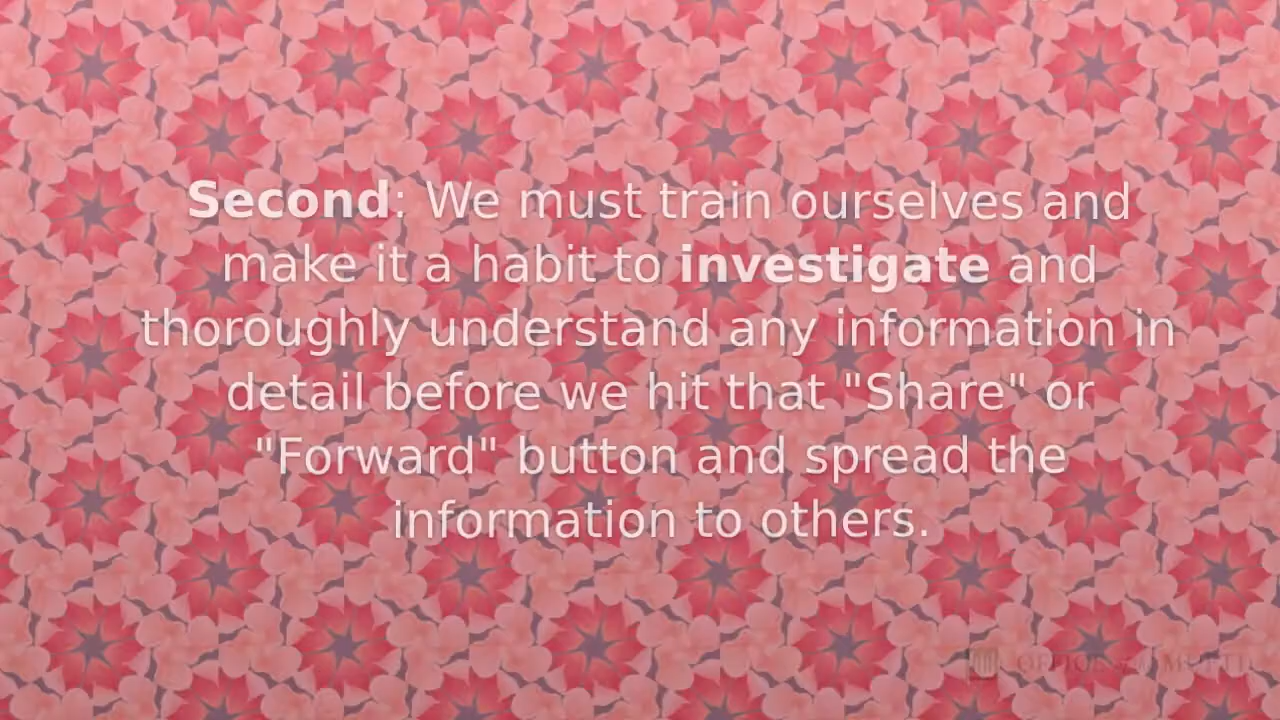 Second: We must train ourselves and
make it a habit to investigate and
thoroughly understand any information in
detail before we hit that "Share" or
"Forward" button and spread the
information to others.